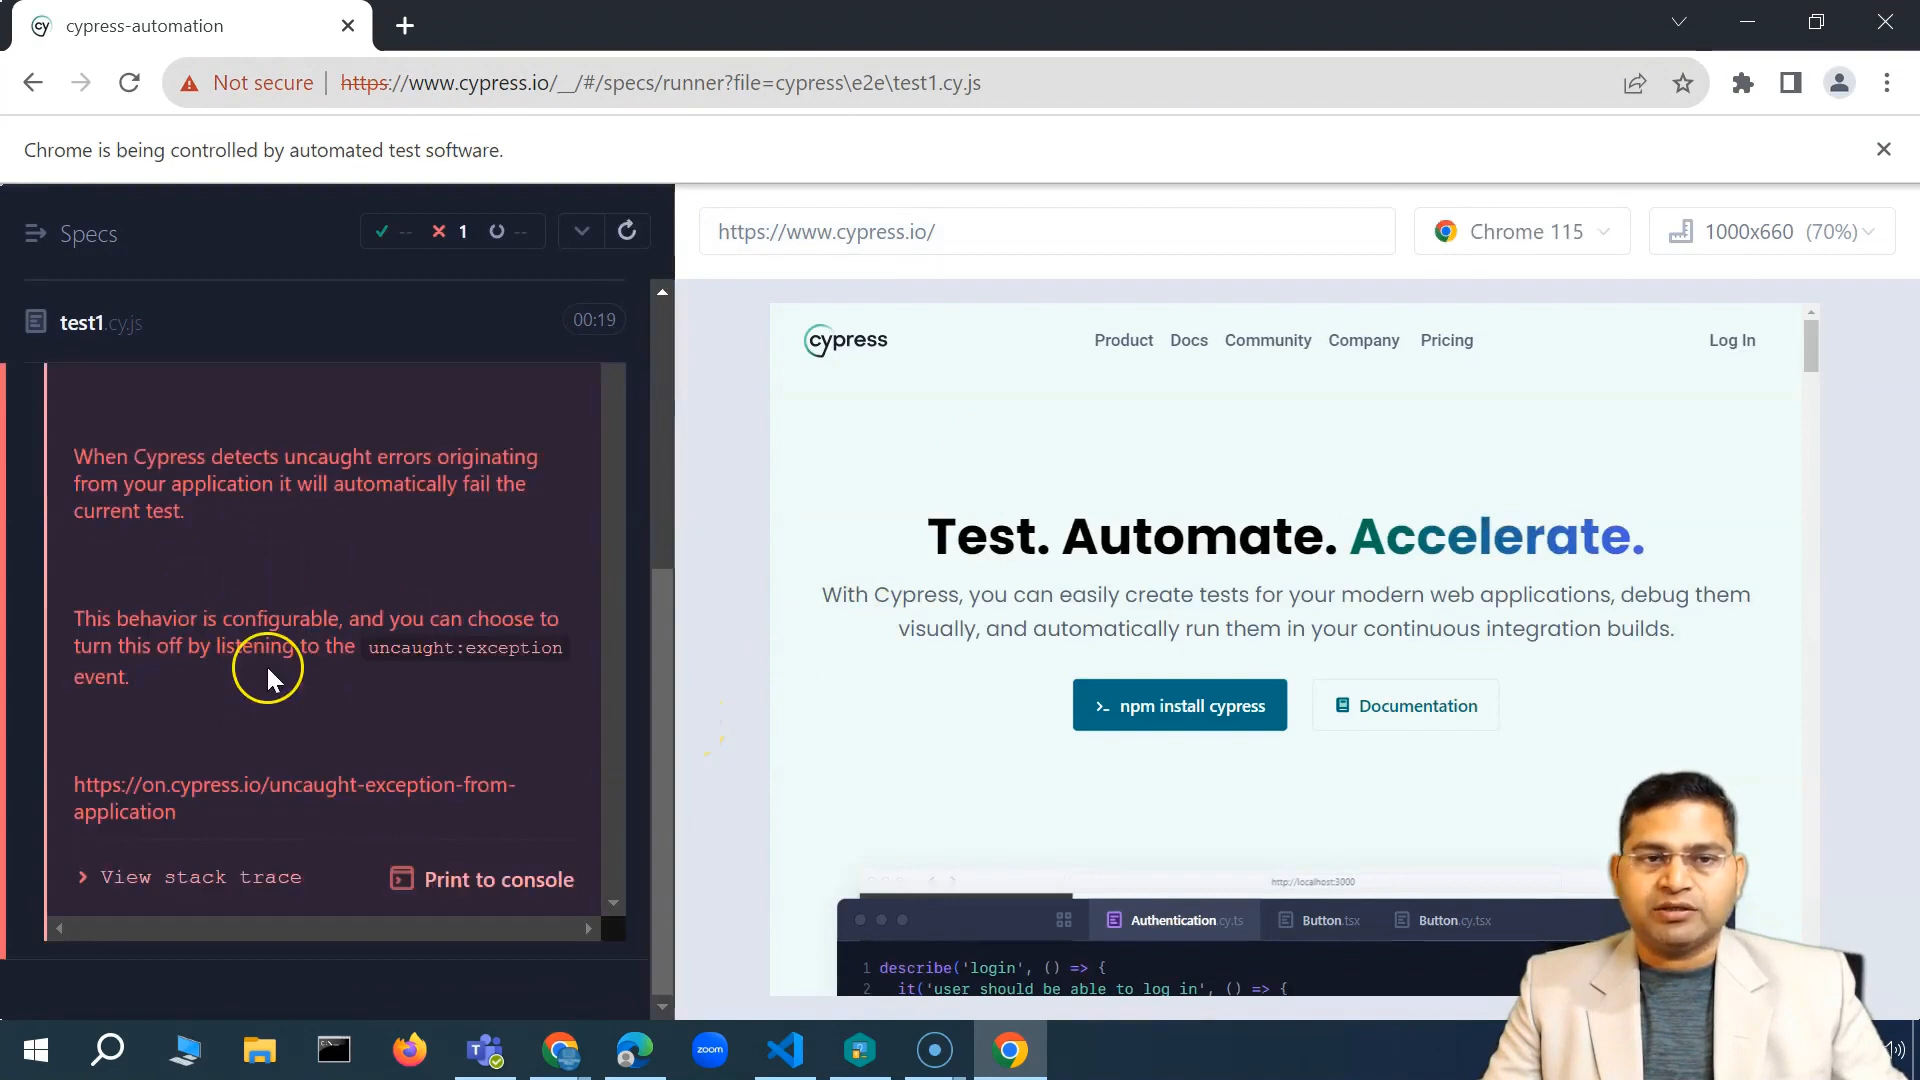 cypress-automation
Not secure
https://www.cypress.io/__/#/specs/runner?file=cypress\e2e\test1.cy.js
Chrome is being controlled by automated test software.
Specs
--
1
--
https://www.cypress.io/
Chrome 115
1000x660 (70%)
test1.cy.js
00:19
When Cypress detects uncaught errors originating
from your application it will automatically fail the
current test.
This behavior is configurable, and you can choose to
turn this off by listening to the uncaught:exception
event.
https://on.cypress.io/uncaught-exception-from-
application
View stack trace
Print to console
cypress
Product
Docs
Community
Company
Pricing
Log In
Test. Automate. Accelerate.
With Cypress, you can easily create tests for your modern web applications, debug them
visually, and automatically run them in your continuous integration builds.
npm install cypress
Documentation
http://localhost:3000
Authentication.cy.ts
Button.tsx
Button.cy.tsx
1 describe('login', () => {
2 it('user should be able to log in', () => {
zoom